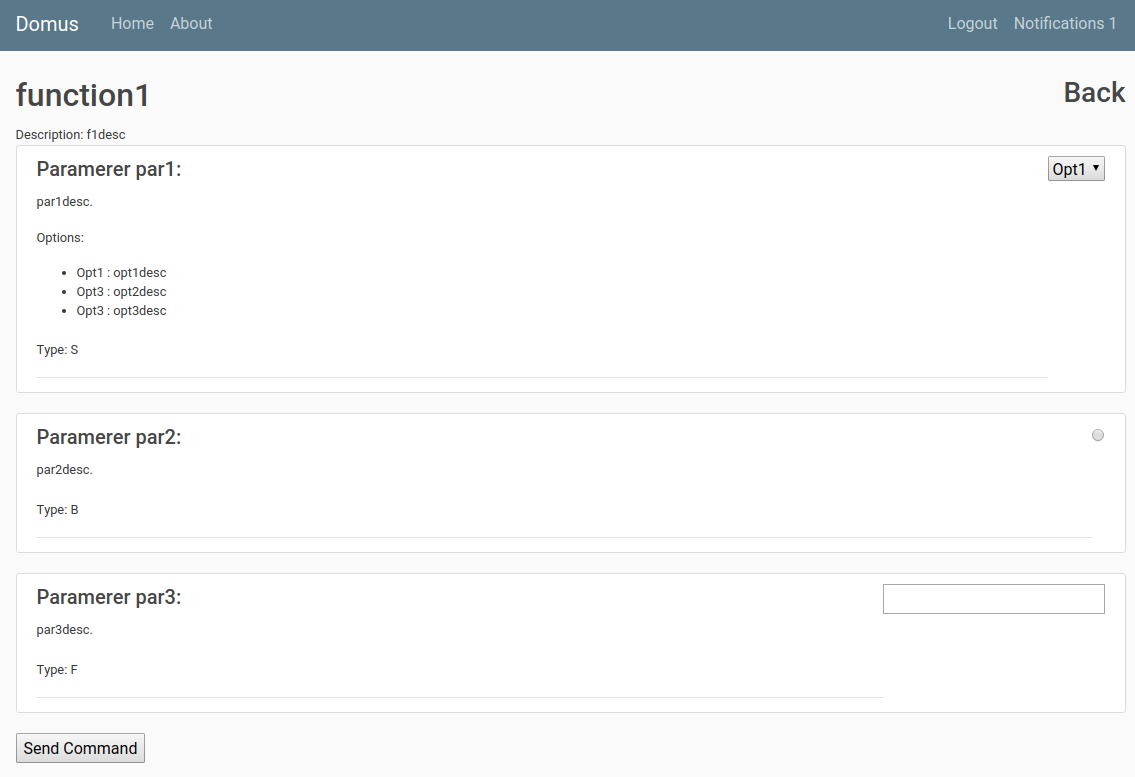 Domus Home About Logout Notifications 1
function1 Back
Description: f1desc
Paramerer par1: Opt1
par1desc.
Options:
Opt1 : opt1desc
Opt3 : opt2desc
Opt3 : opt3desc
Type: S
Paramerer par2:
par2desc.
Type: B
Paramerer par3:
par3desc.
Type: F
Send Command